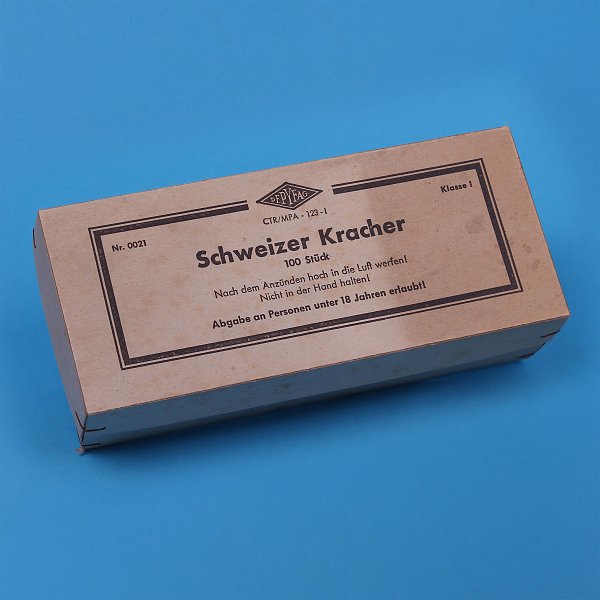 DEPYFAG
CTR/MPA - 123 - I
Nr. 0021
Klasse I
Schweizer Kracher
100 Stück
Nach dem Anzünden hoch in die Luft werfen!
Nicht in der Hand halten!
Abgabe an Personen unter 18 Jahren erlaubt!